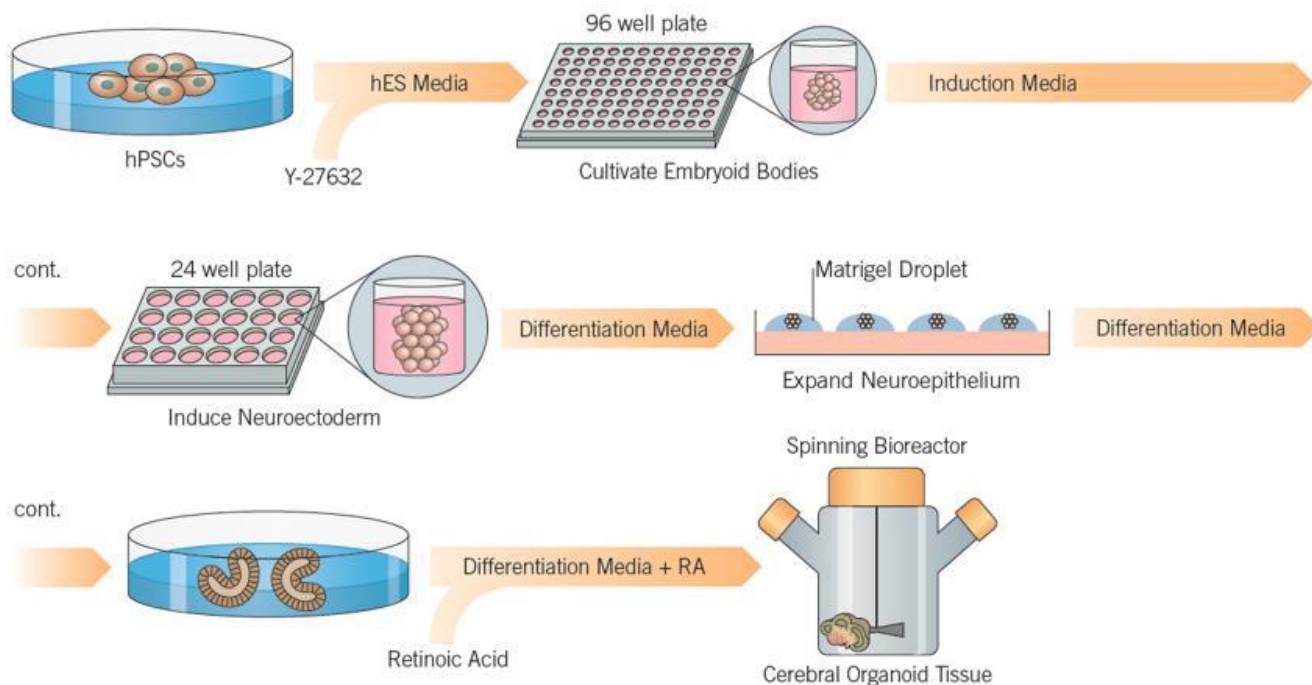 96 well plate
hES Media
Induction Media
hPSCs
Y-27632
Cultivate Embryoid Bodies
cont.
24 well plate
Matrigel Droplet
Differentiation Media
Differentiation Media
Induce Neuroectoderm
Expand Neuroepithelium
Spinning Bioreactor
cont.
Differentiation Media + RA
Retinoic Acid
Cerebral Organoid Tissue